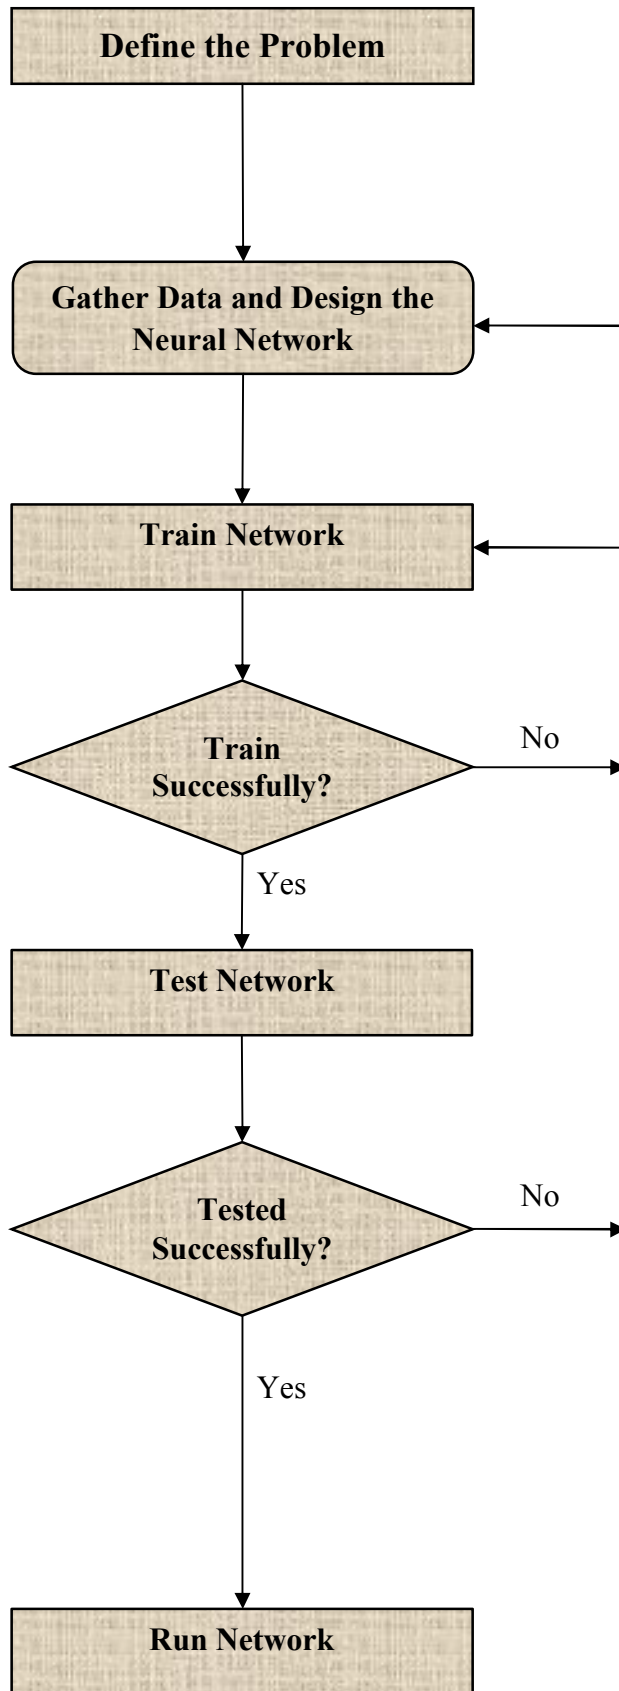 Define the Problem
Gather Data and Design the
Neural Network
Train Network
Train
Successfully?
No
Yes
Test Network
Tested
Successfully?
No
Yes
Run Network